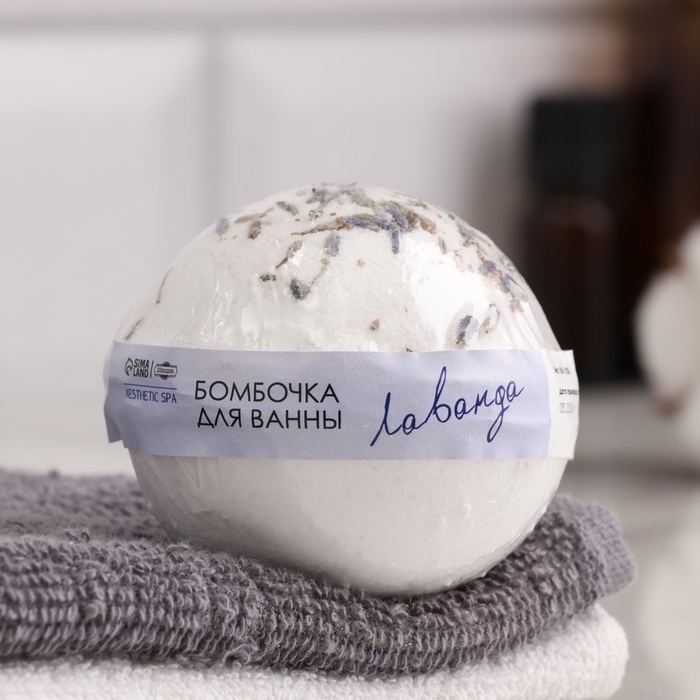 SIMA
LAND
AESTHETIC SPA
БОМБОЧКА
ДЛЯ ВАННЫ
лаванда